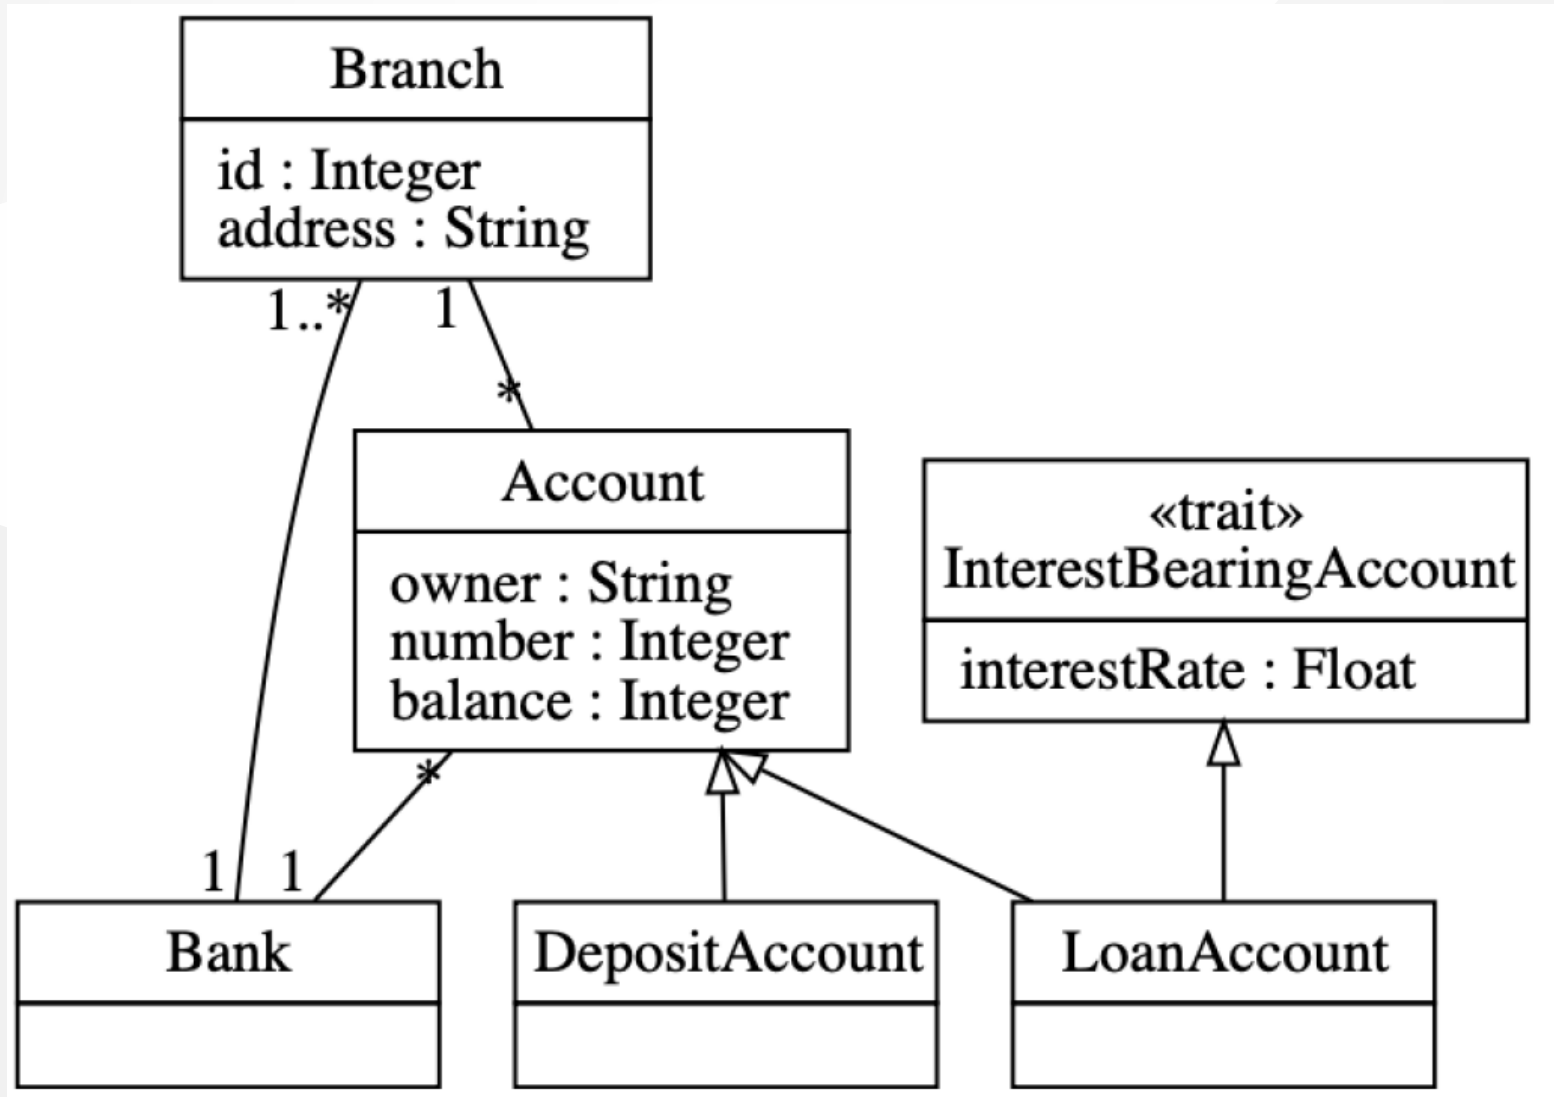 Branch
id : Integer
address : String
1..*
1
*
Account
owner : String
number : Integer
balance : Integer
«trait»
InterestBearingAccount
interestRate : Float
*
1
1
Bank
DepositAccount
LoanAccount